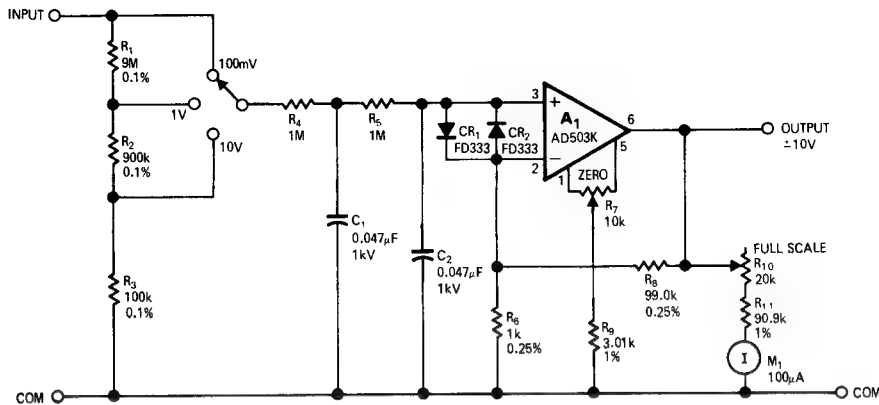 INPUT
R1
9M
0.1%
100mV
1V
10V
R2
900k
0.1%
R3
100k
0.1%
R4
1M
R5
1M
C1
0.047μF
1kV
C2
0.047μF
1kV
CR1
FD333
CR2
FD333
3
+
A1
AD503K
6
5
−
2
1
ZERO
R7
10k
OUTPUT
±10V
R6
1k
0.25%
R8
99.0k
0.25%
R9
3.01k
1%
FULL SCALE
R10
20k
R11
90.9k
1%
I
M1
100μA
COM
COM